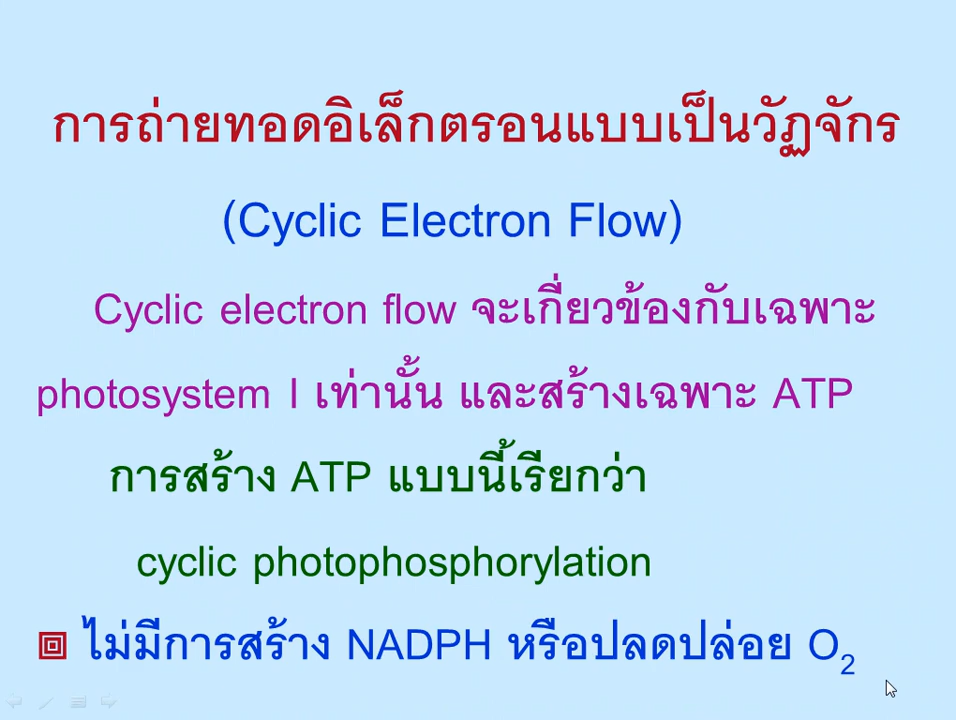 การถ่ายทอดอิเล็กตรอนแบบเป็นวัฏจักร
(Cyclic Electron Flow)
Cyclic electron flow จะเกี่ยวข้องกับเฉพาะ
photosystem I เท่านั้น และสร้างเฉพาะ ATP
การสร้าง ATP แบบนี้เรียกว่า
cyclic photophosphorylation
ไม่มีการสร้าง NADPH หรือปลดปล่อย O2